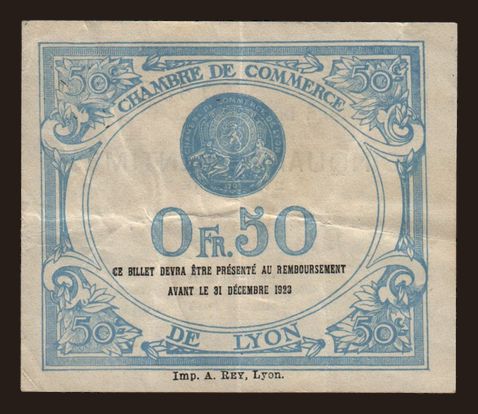 50c 50c
CHAMBRE DE COMMERCE
1702
0 FR. 50
CE BILLET DEVRA ÊTRE PRÉSENTÉ AU REMBOURSEMENT
AVANT LE 31 DÉCEMBRE 1923
50c 50c
DE LYON
Imp. A. REY, Lyon.